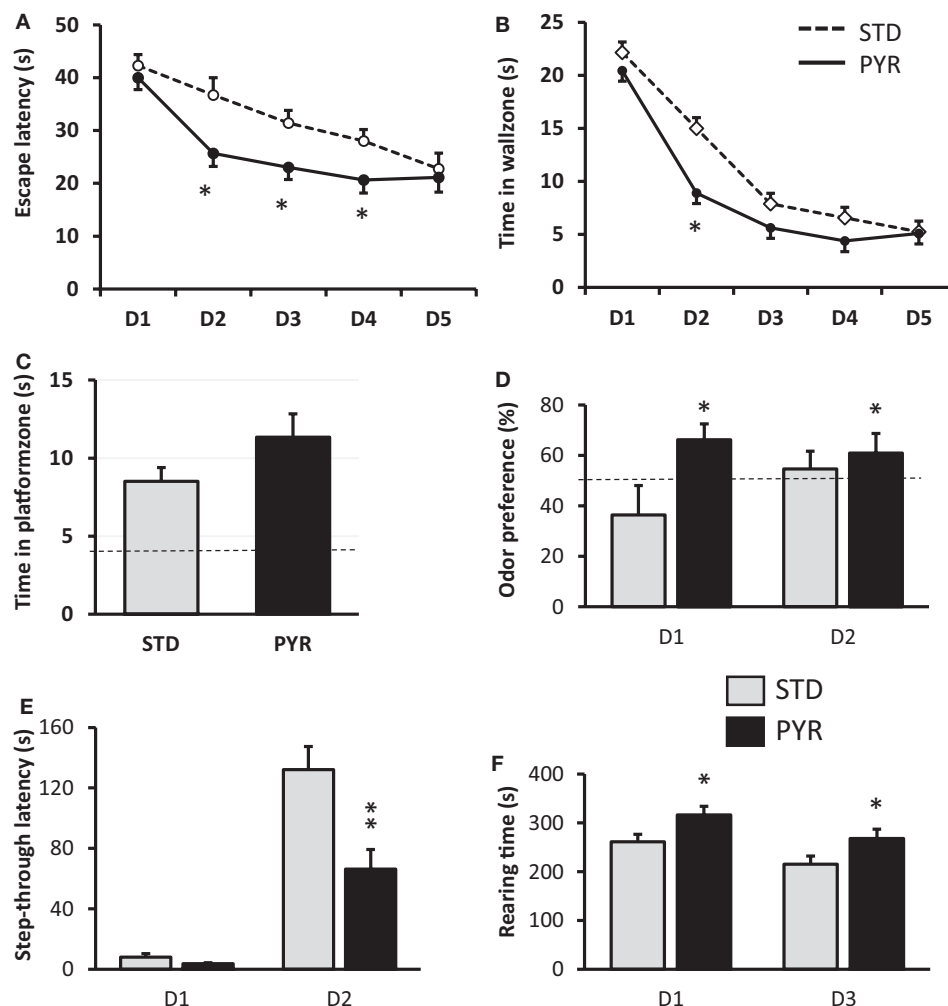 A
Escape latency (s)
50
40
30
20
10
0
*
*
*
D1 D2 D3 D4 D5
B
Time in wallzone (s)
25
20
15
10
5
0
STD
PYR
*
D1 D2 D3 D4 D5
C
Time in platformzone (s)
15
10
5
0
STD PYR
D
Odor preference (%)
80
60
40
20
0
*
*
D1 D2
E
Step-through latency (s)
160
120
80
40
0
*
*
D1 D2
STD
PYR
F
Rearing time (s)
400
300
200
100
0
*
*
D1 D3